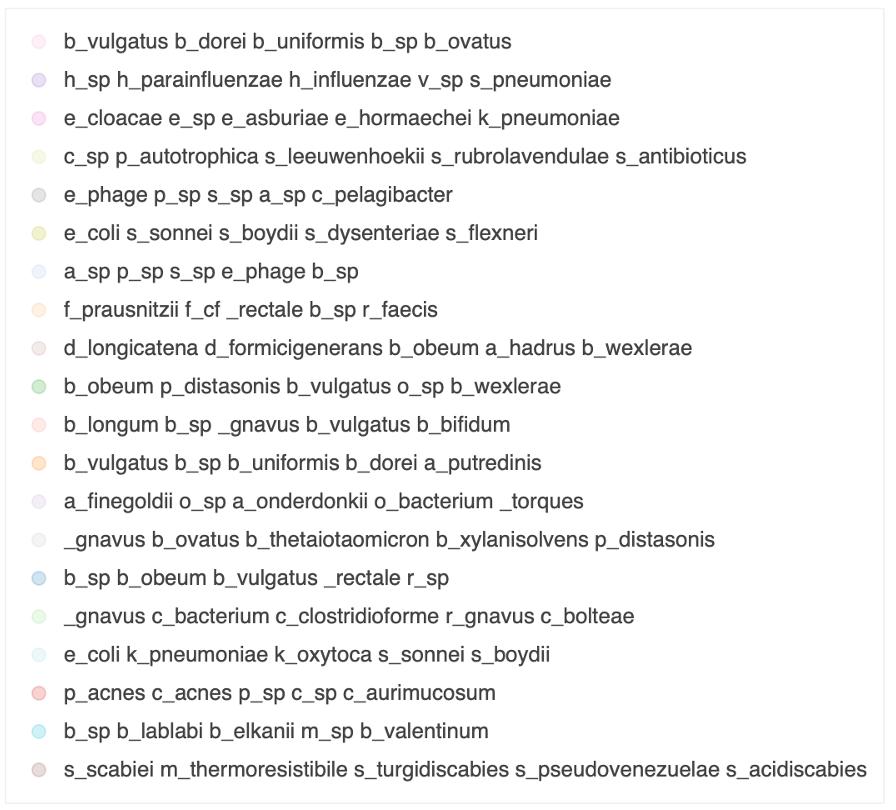 b_vulgatus b_dorei b_uniformis b_sp b_ovatus
h_sp h_parainfluenzae h_influenzae v_sp s_pneumoniae
e_cloacae e_sp e_asburiae e_hormaechei k_pneumoniae
c_sp p_autotrophica s_leeuwenhoekii s_rubrolavendulae s_antibioticus
e_phage p_sp s_sp a_sp c_pelagibacter
e_coli s_sonnei s_boydii s_dysenteriae s_flexneri
a_sp p_sp s_sp e_phage b_sp
f_prausnitzii f_cf _rectale b_sp r_faecis
d_longicatena d_formicigenerans b_obeum a_hadrus b_wexlerae
b_obeum p_distasonis b_vulgatus o_sp b_wexlerae
b_longum b_sp _gnavus b_vulgatus b_bifidum
b_vulgatus b_sp b_uniformis b_dorei a_putredinis
a_finegoldii o_sp a_onderdonkii o_bacterium _torques
_gnavus b_ovatus b_thetaiotaomicron b_xylanisolvens p_distasonis
b_sp b_obeum b_vulgatus _rectale r_sp
_gnavus c_bacterium c_clostridioforme r_gnavus c_bolteae
e_coli k_pneumoniae k_oxytoca s_sonnei s_boydii
p_acnes c_acnes p_sp c_sp c_aurimucosum
b_sp b_lablabi b_elkanii m_sp b_valentinum
s_scabiei m_thermoresistibile s_turgidiscabies s_pseudovenezuelae s_acidiscabies